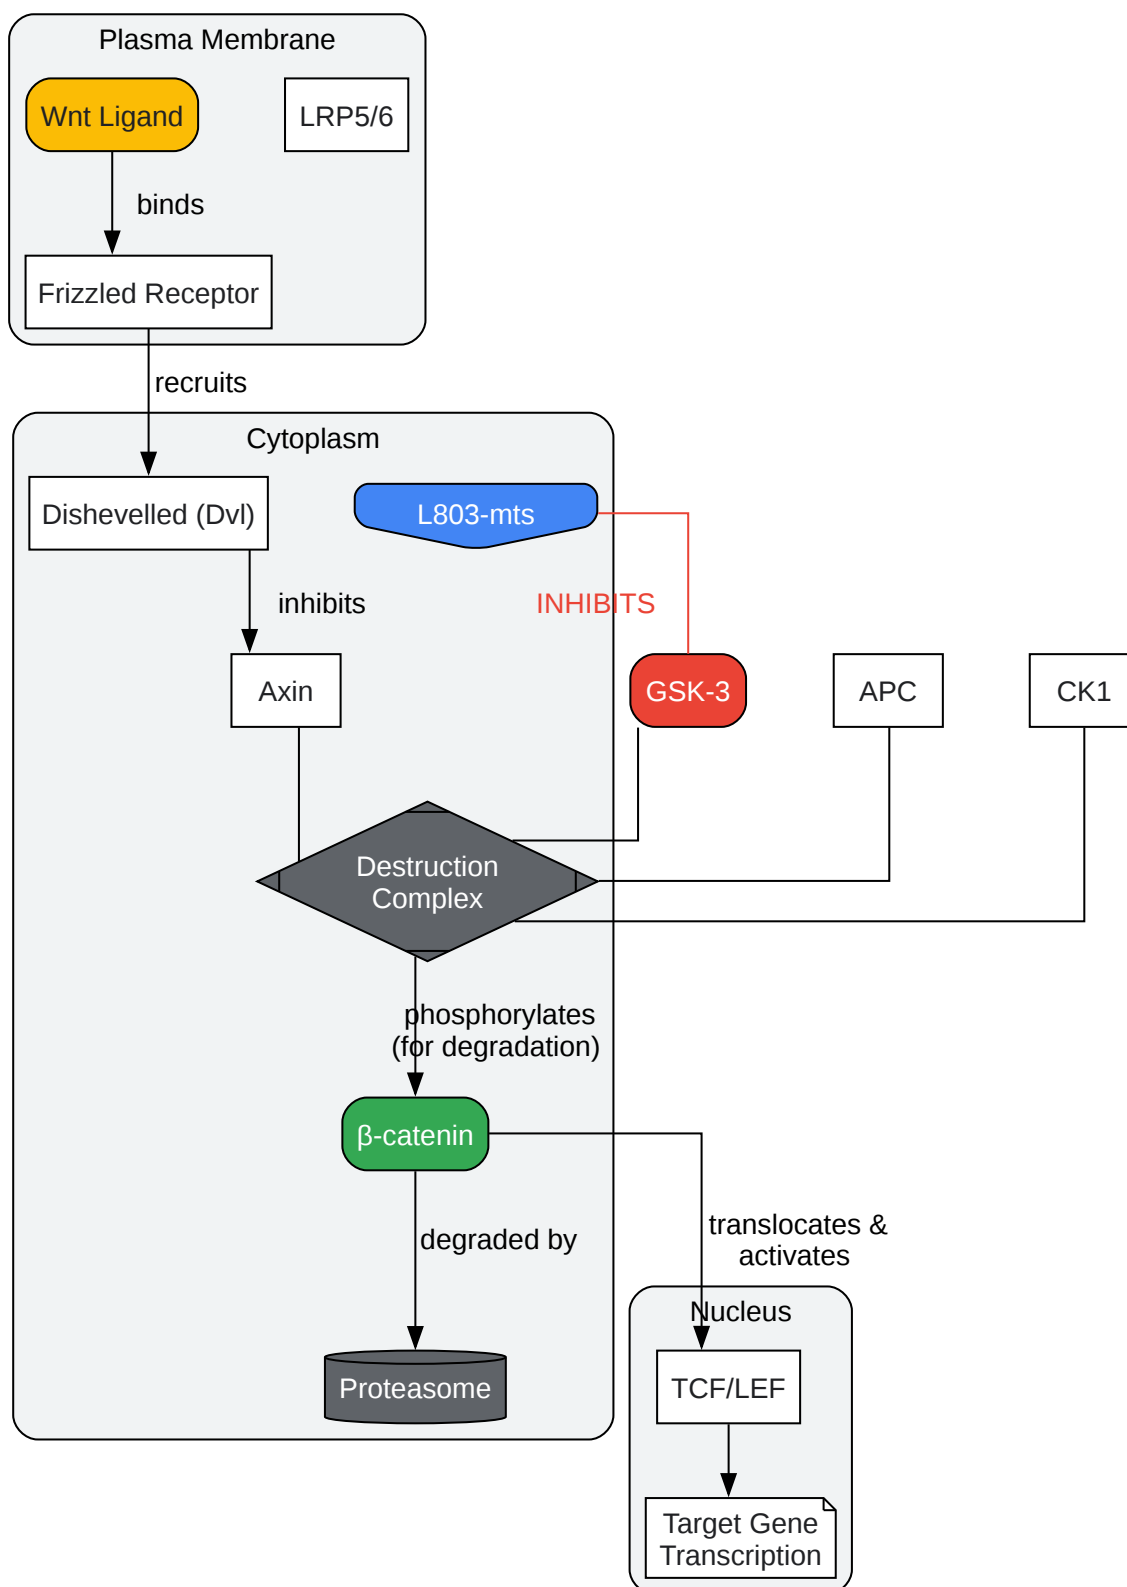 Plasma Membrane
Wnt Ligand
LRP5/6
binds
Frizzled Receptor
recruits
Cytoplasm
Dishevelled (Dvl)
L803-mts
inhibits
INHIBITS
Axin
GSK-3
APC
CK1
Destruction
Complex
phosphorylates
(for degradation)
β-catenin
degraded by
translocates &
activates
Nucleus
Proteasome
TCF/LEF
Target Gene
Transcription